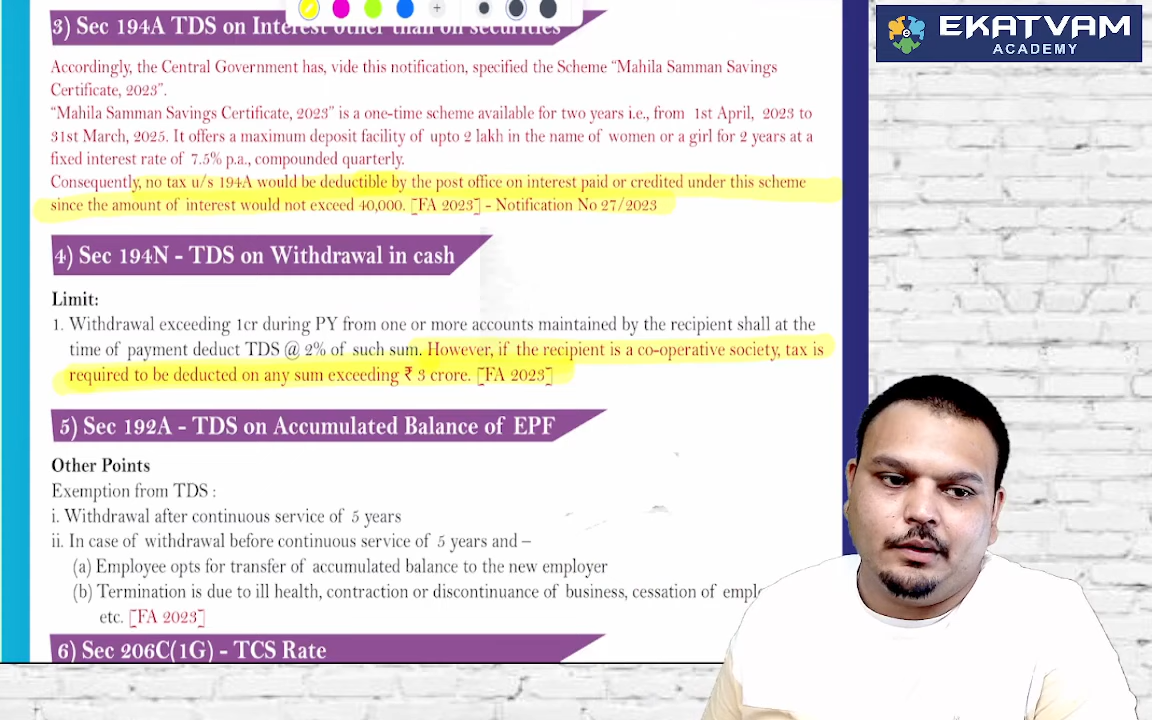 3) Sec 194A TDS on Interest other than on securities
EKATVAM
ACADEMY
Accordingly, the Central Government has, vide this notification, specified the Scheme “Mahila Samman Savings
Certificate, 2023”.
“Mahila Samman Savings Certificate, 2023” is a one-time scheme available for two years i.e., from 1st April, 2023 to
31st March, 2025. It offers a maximum deposit facility of upto 2 lakh in the name of women or a girl for 2 years at a
fixed interest rate of 7.5% p.a., compounded quarterly.
Consequently, no tax u/s 194A would be deductible by the post office on interest paid or credited under this scheme
since the amount of interest would not exceed 40,000. [FA 2023] - Notification No 27/2023
4) Sec 194N - TDS on Withdrawal in cash
Limit:
1. Withdrawal exceeding 1cr during PY from one or more accounts maintained by the recipient shall at the
time of payment deduct TDS @ 2% of such sum. However, if the recipient is a co-operative society, tax is
required to be deducted on any sum exceeding ₹ 3 crore. [FA 2023]
5) Sec 192A - TDS on Accumulated Balance of EPF
Other Points
Exemption from TDS :
i. Withdrawal after continuous service of 5 years
ii. In case of withdrawal before continuous service of 5 years and –
(a) Employee opts for transfer of accumulated balance to the new employer
(b) Termination is due to ill health, contraction or discontinuance of business, cessation of
etc. [FA 2023]
6) Sec 206C(1G) - TCS Rate